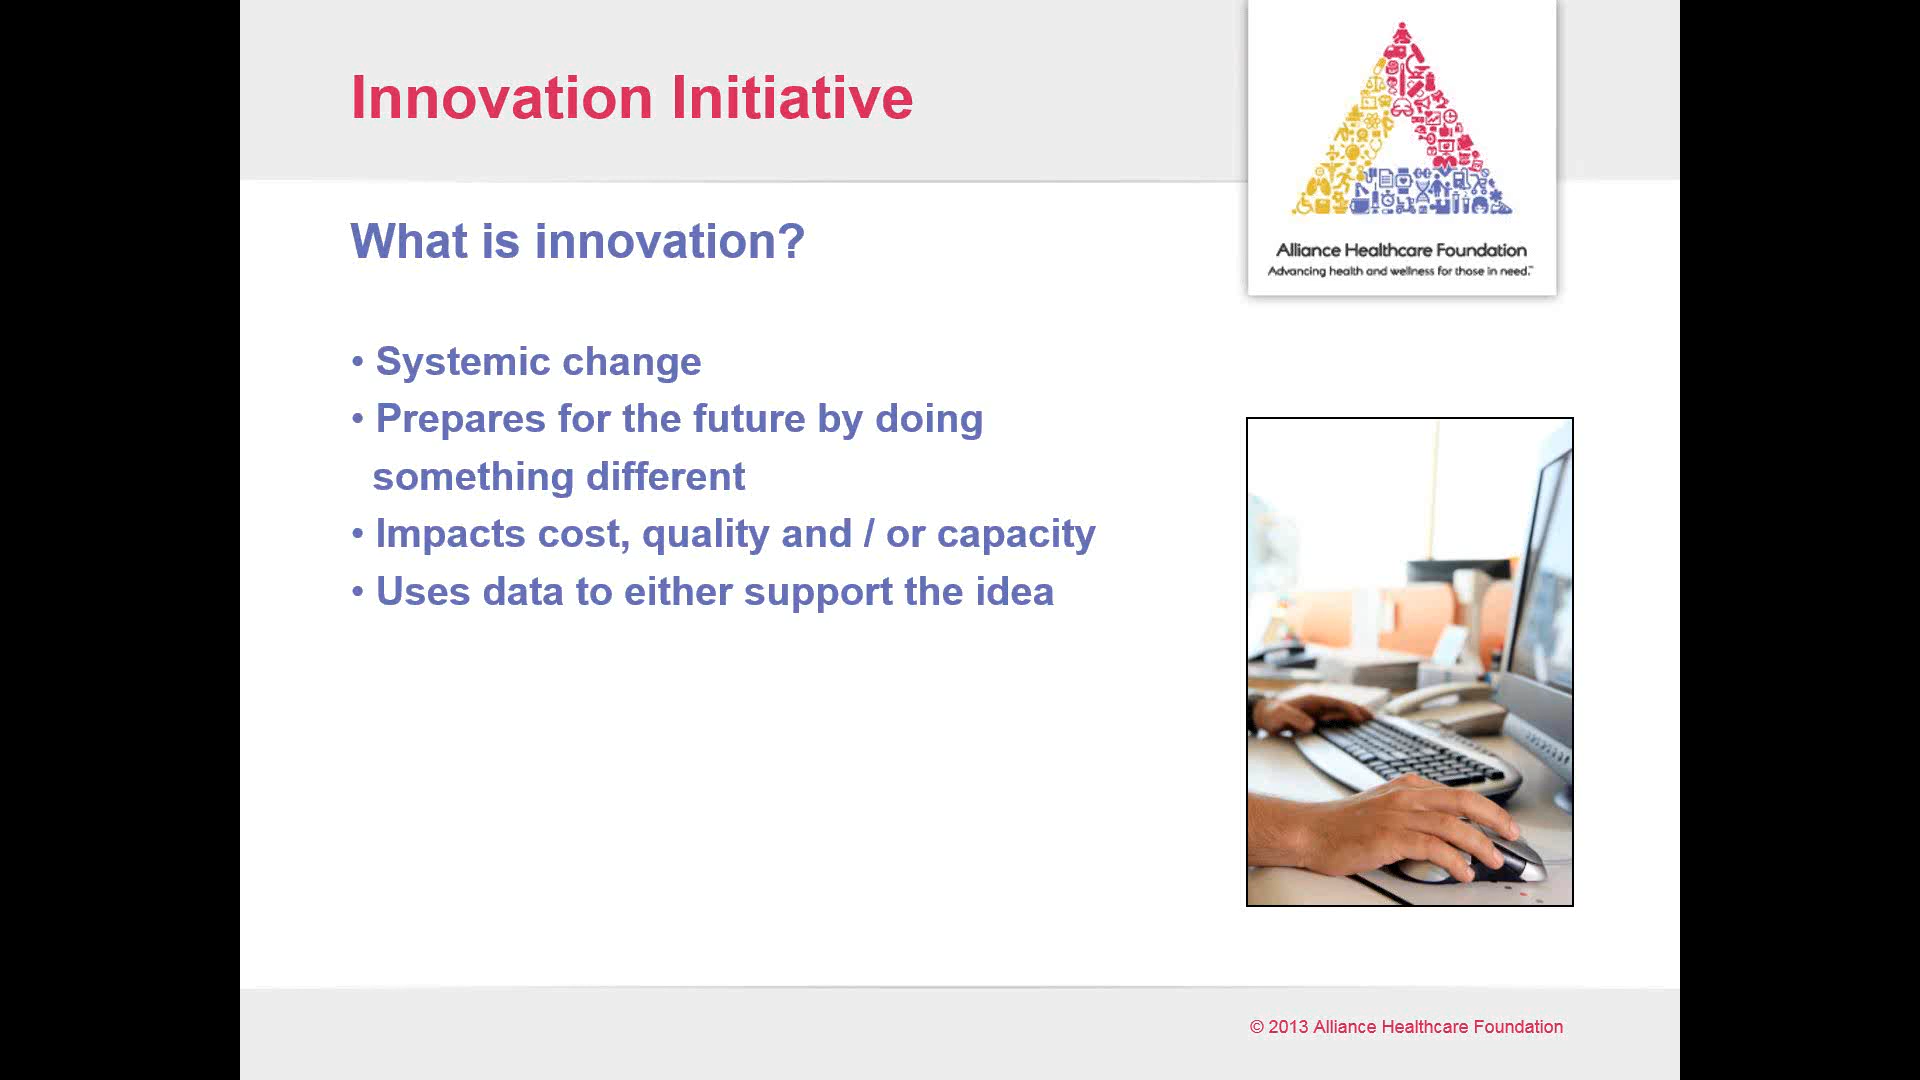 Innovation Initiative
Alliance Healthcare Foundation
Advancing health and wellness for those in need.™
What is innovation?
• Systemic change
• Prepares for the future by doing
something different
• Impacts cost, quality and / or capacity
• Uses data to either support the idea
© 2013 Alliance Healthcare Foundation